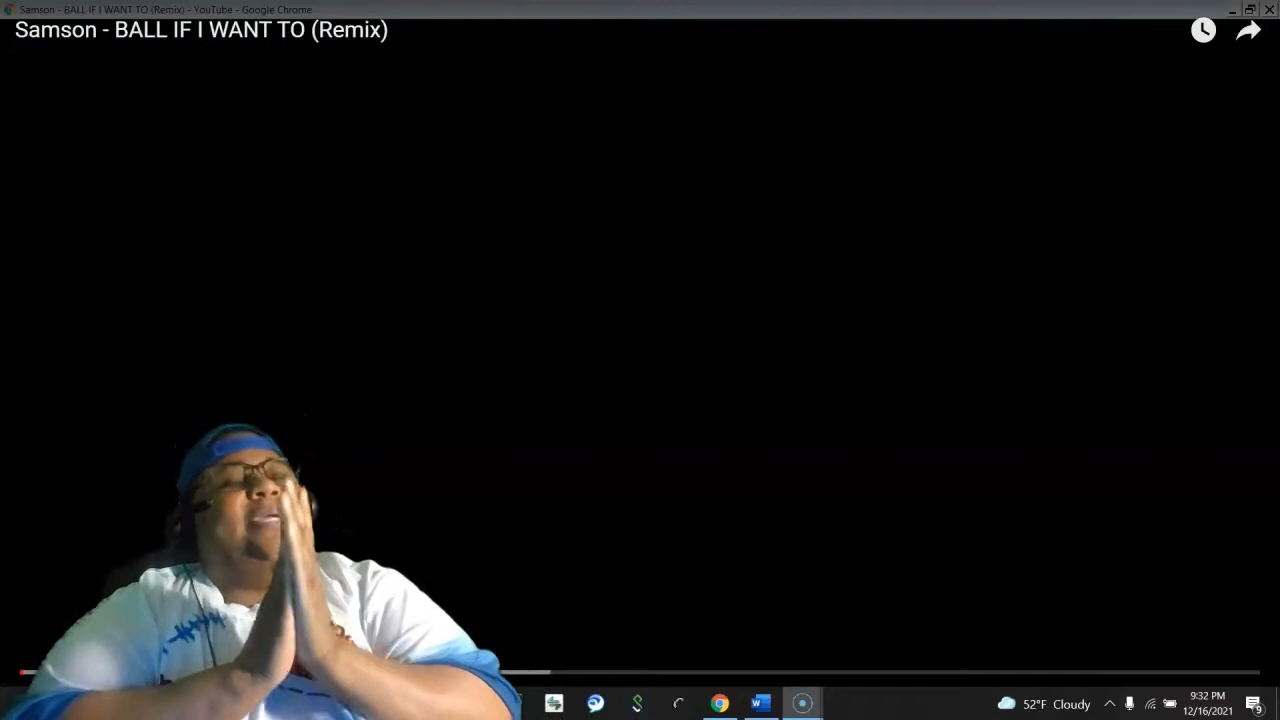 Samson - BALL IF I WANT TO (Remix) - YouTube - Google Chrome
Samson - BALL IF I WANT TO (Remix)
52°F Cloudy
9:32 PM
12/16/2021